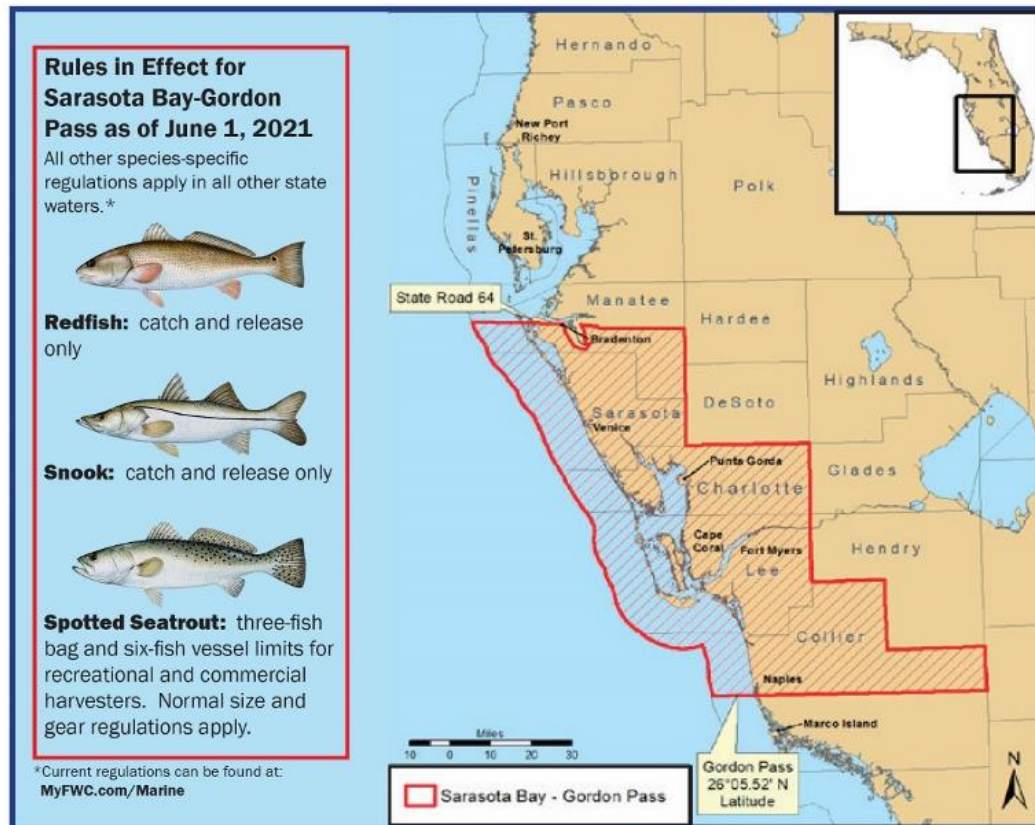 Rules in Effect for
Sarasota Bay-Gordon
Pass as of June 1, 2021
All other species-specific
regulations apply in all other state
waters.*
Redfish: catch and release
only
Snook: catch and release only
Spotted Seatrout: three-fish
bag and six-fish vessel limits for
recreational and commercial
harvesters. Normal size and
gear regulations apply.
*Current regulations can be found at:
MyFWC.com/Marine
Hernando
Pasco
New Port
Richey
Hillsborough
Polk
Pinellas
St.
Petersburg
State Road 64
Manatee
Bradenton
Hardee
Highlands
Sarasota
Venice
DeSoto
Punta Gorda
Charlotte
Glades
Cape
Coral
Fort Myers
Lee
Hendry
Collier
Naples
Marco Island
Miles
10 0 10 20 30
Gordon Pass
26°05.52' N
Latitude
N
Sarasota Bay - Gordon Pass